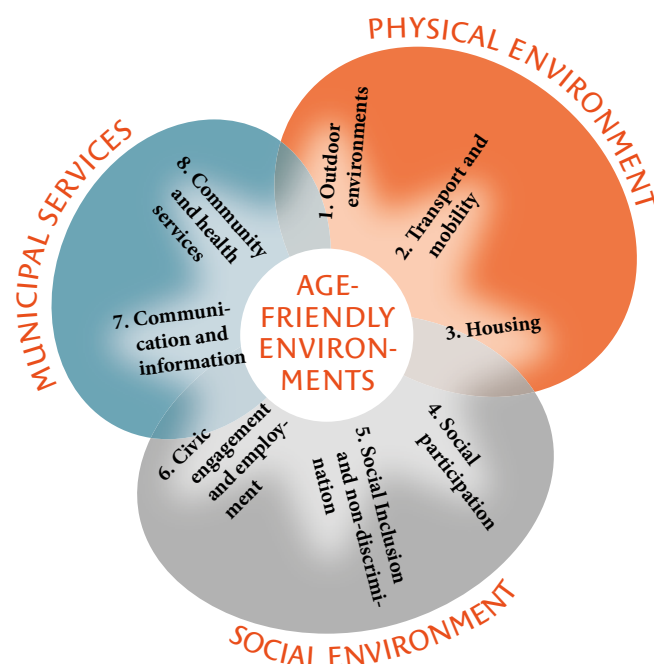 PHYSICAL ENVIRONMENT
MUNICIPAL SERVICES
SOCIAL ENVIRONMENT
AGE-
FRIENDLY
ENVIRON-
MENTS
1. Outdoor
environments
2. Transport and
mobility
3. Housing
4. Social
participation
5. Social Inclusion
and non-discrimi-
nation
6. Civic
engagement
and employ-
ment
7. Communi-
cation and
information
8. Community
and health
services